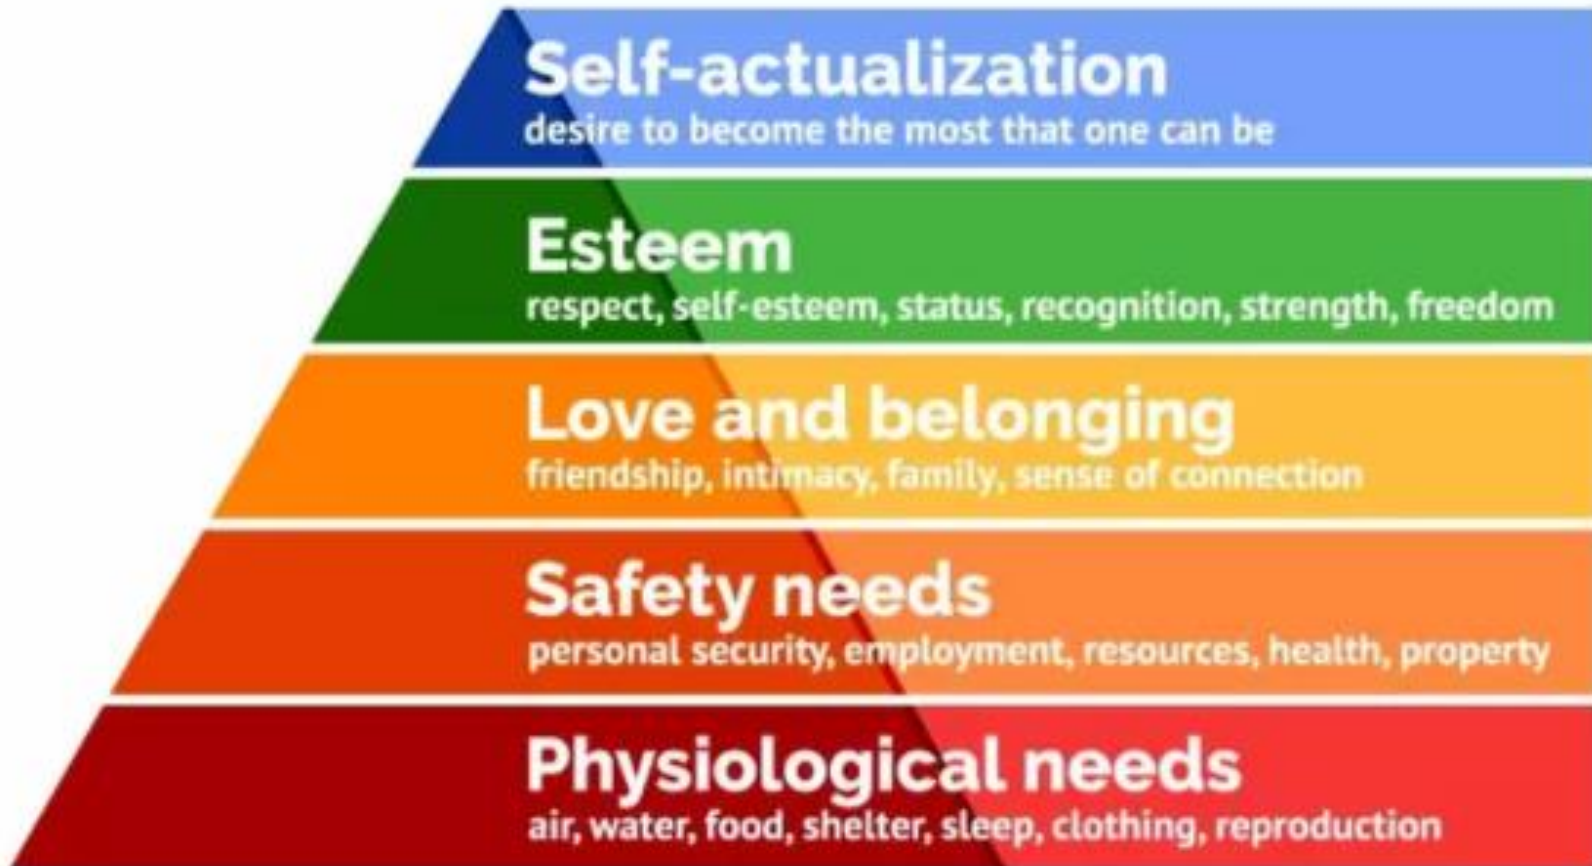 Self-actualization
desire to become the most that one can be
Esteem
respect, self-esteem, status, recognition, strength, freedom
Love and belonging
friendship, intimacy, family, sense of connection
Safety needs
personal security, employment, resources, health, property
Physiological needs
air, water, food, shelter, sleep, clothing, reproduction